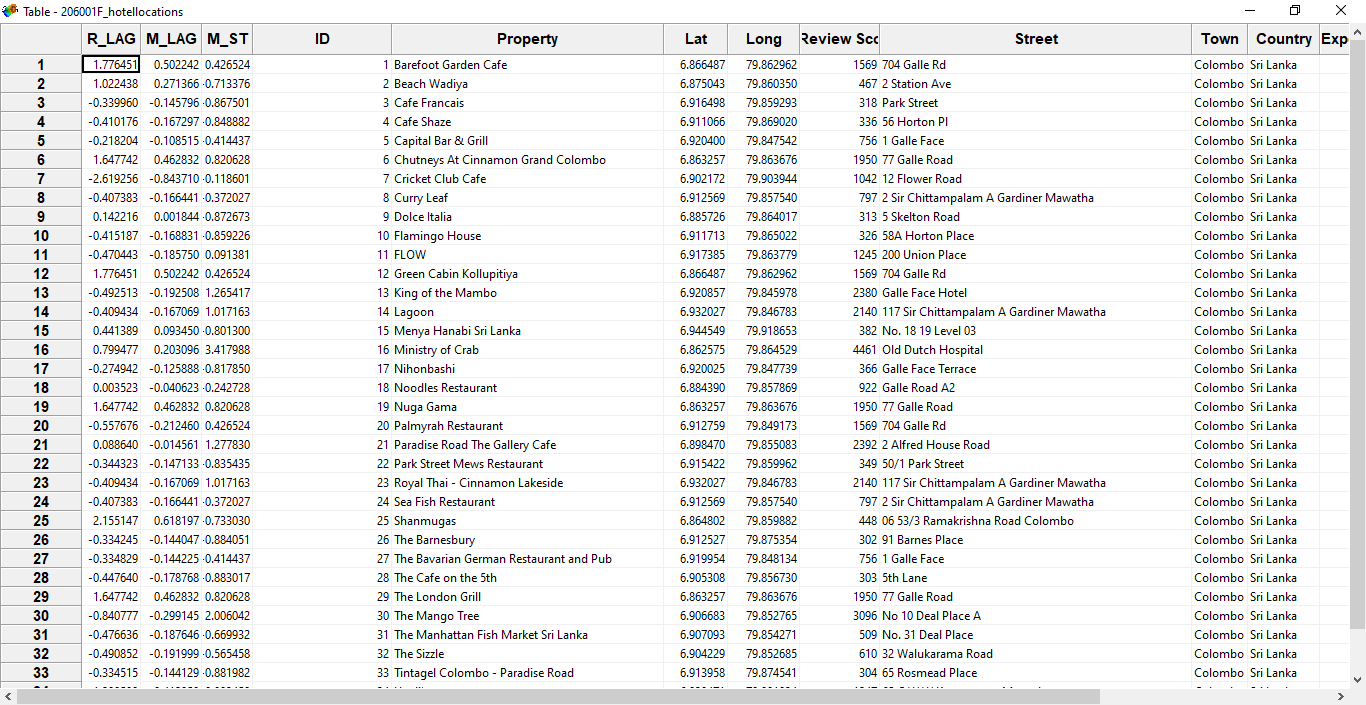 Table - 206001F_hotellocations
R_LAG M_LAG M_ST ID Property Lat Long Review Sco Street Town Country Exp
1 1.776451 0.502242 0.426524 1 Barefoot Garden Cafe 6.866487 79.862962 1569 704 Galle Rd Colombo Sri Lanka
2 1.022438 0.271366 -0.713376 2 Beach Wadiya 6.875043 79.860350 467 2 Station Ave Colombo Sri Lanka
3 -0.339960 -0.145796 -0.867501 3 Cafe Francais 6.916498 79.859293 318 Park Street Colombo Sri Lanka
4 -0.410176 -0.167297 -0.848882 4 Cafe Shaze 6.911066 79.869020 336 56 Horton Pl Colombo Sri Lanka
5 -0.218204 -0.108515 -0.414437 5 Capital Bar & Grill 6.920400 79.847542 756 1 Galle Face Colombo Sri Lanka
6 1.647742 0.462832 0.820628 6 Chutneys At Cinnamon Grand Colombo 6.863257 79.863676 1950 77 Galle Road Colombo Sri Lanka
7 -2.619256 -0.843710 -0.118601 7 Cricket Club Cafe 6.902172 79.903944 1042 12 Flower Road Colombo Sri Lanka
8 -0.407383 -0.166441 -0.372027 8 Curry Leaf 6.912569 79.857540 797 2 Sir Chittampalam A Gardiner Mawatha Colombo Sri Lanka
9 0.142216 0.001844 -0.872673 9 Dolce Italia 6.885726 79.864017 313 5 Skelton Road Colombo Sri Lanka
10 -0.415187 -0.168831 -0.859226 10 Flamingo House 6.911713 79.865022 326 58A Horton Place Colombo Sri Lanka
11 -0.470443 -0.185750 0.091381 11 FLOW 6.917385 79.863779 1245 200 Union Place Colombo Sri Lanka
12 1.776451 0.502242 0.426524 12 Green Cabin Kollupitiya 6.866487 79.862962 1569 704 Galle Rd Colombo Sri Lanka
13 -0.492513 -0.192508 1.265417 13 King of the Mambo 6.920857 79.845978 2380 Galle Face Hotel Colombo Sri Lanka
14 -0.409434 -0.167069 1.017163 14 Lagoon 6.932027 79.846783 2140 117 Sir Chittampalam A Gardiner Mawatha Colombo Sri Lanka
15 0.441389 0.093450 -0.801300 15 Menya Hanabi Sri Lanka 6.944549 79.918653 382 No. 18 19 Level 03 Colombo Sri Lanka
16 0.799477 0.203096 3.417988 16 Ministry of Crab 6.862575 79.864529 4461 Old Dutch Hospital Colombo Sri Lanka
17 -0.274942 -0.125888 -0.817850 17 Nihonbashi 6.920025 79.847739 366 Galle Face Terrace Colombo Sri Lanka
18 0.003523 -0.040623 -0.242728 18 Noodles Restaurant 6.884390 79.857869 922 Galle Road A2 Colombo Sri Lanka
19 1.647742 0.462832 0.820628 19 Nuga Gama 6.863257 79.863676 1950 77 Galle Road Colombo Sri Lanka
20 -0.557676 -0.212460 0.426524 20 Palmyrah Restaurant 6.912759 79.849173 1569 704 Galle Rd Colombo Sri Lanka
21 0.088640 -0.014561 1.277830 21 Paradise Road The Gallery Cafe 6.898470 79.855083 2392 2 Alfred House Road Colombo Sri Lanka
22 -0.344323 -0.147133 -0.835435 22 Park Street Mews Restaurant 6.915422 79.859962 349 50/1 Park Street Colombo Sri Lanka
23 -0.409434 -0.167069 1.017163 23 Royal Thai - Cinnamon Lakeside 6.932027 79.846783 2140 117 Sir Chittampalam A Gardiner Mawatha Colombo Sri Lanka
24 -0.407383 -0.166441 -0.372027 24 Sea Fish Restaurant 6.912569 79.857540 797 2 Sir Chittampalam A Gardiner Mawatha Colombo Sri Lanka
25 2.155147 0.618197 -0.733030 25 Shanmugas 6.864802 79.859882 448 06 53/3 Ramakrishna Road Colombo Colombo Sri Lanka
26 -0.334245 -0.144047 -0.884051 26 The Barnesbury 6.912527 79.875354 302 91 Barnes Place Colombo Sri Lanka
27 -0.334829 -0.144225 -0.414437 27 The Bavarian German Restaurant and Pub 6.919954 79.848134 756 1 Galle Face Colombo Sri Lanka
28 -0.447640 -0.178768 -0.883017 28 The Cafe on the 5th 6.905308 79.856730 303 5th Lane Colombo Sri Lanka
29 1.647742 0.462832 0.820628 29 The London Grill 6.863257 79.863676 1950 77 Galle Road Colombo Sri Lanka
30 -0.840777 -0.299145 2.006042 30 The Mango Tree 6.906683 79.852765 3096 No 10 Deal Place A Colombo Sri Lanka
31 -0.476636 -0.187646 -0.669932 31 The Manhattan Fish Market Sri Lanka 6.907093 79.854271 509 No. 31 Deal Place Colombo Sri Lanka
32 -0.490852 -0.191999 -0.565458 32 The Sizzle 6.904229 79.852685 610 32 Walukarama Road Colombo Sri Lanka
33 -0.334515 -0.144129 -0.881982 33 Tintagel Colombo - Paradise Road 6.913958 79.874541 304 65 Rosmead Place Colombo Sri Lanka